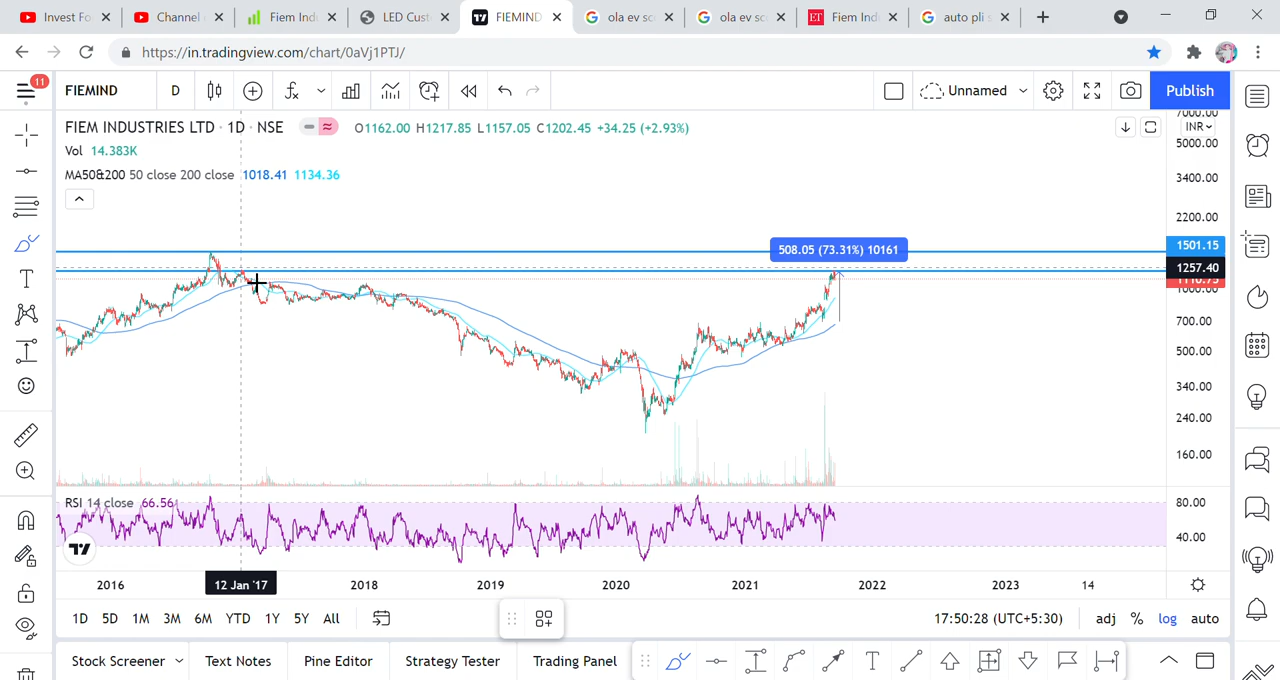 Invest Fo
Channel
Fiem Indu
LED Cust
FIEMIND
ola ev sc
ola ev sc
Fiem Ind
auto pli s
https://in.tradingview.com/chart/0aVj1PTJ/
11
FIEMIND D Unnamed Publish
FIEM INDUSTRIES LTD · 1D · NSE O1162.00 H1217.85 L1157.05 C1202.45 +34.25 (+2.93%)
Vol 14.383K
MA50&200 50 close 200 close 1018.41 1134.36
INR
5000.00
3400.00
2200.00
508.05 (73.31%) 10161
1501.15
1257.40
1000.00
700.00
500.00
340.00
240.00
160.00
RSI 14 close 66.56
80.00
40.00
2016 12 Jan '17 2018 2019 2020 2021 2022 2023 14
1D 5D 1M 3M 6M YTD 1Y 5Y All 17:50:28 (UTC+5:30) adj % log auto
Stock Screener Text Notes Pine Editor Strategy Tester Trading Panel